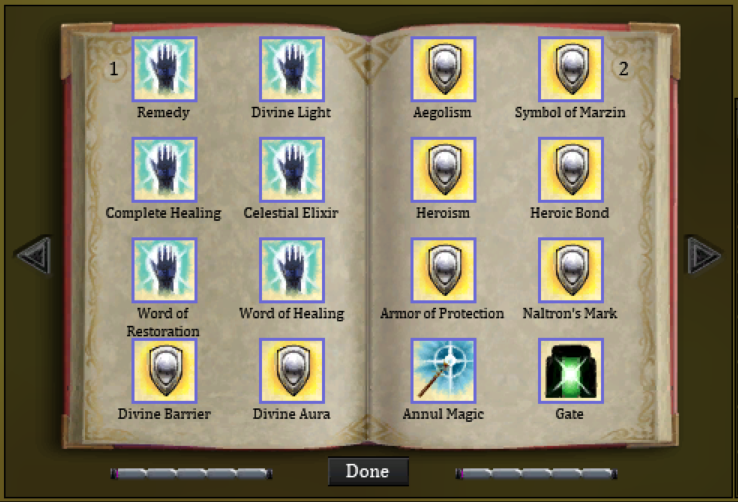 1
2
Remedy
Divine Light
Aegolism
Symbol of Marzin
Complete Healing
Celestial Elixir
Heroism
Heroic Bond
Word of
Restoration
Word of Healing
Armor of Protection
Naltron's Mark
Divine Barrier
Divine Aura
Annul Magic
Gate
Done